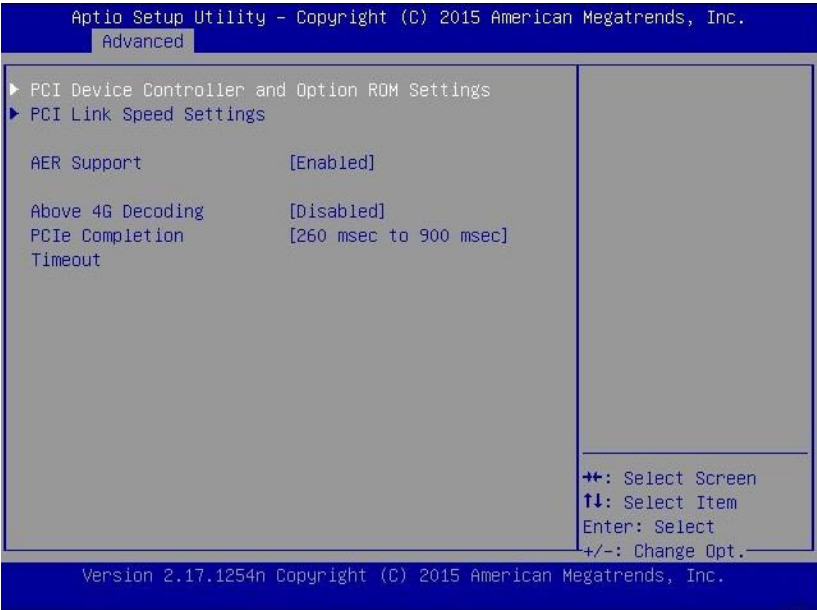 Aptio Setup Utility – Copyright (C) 2015 American Megatrends, Inc.
Advanced
PCI Device Controller and Option ROM Settings
PCI Link Speed Settings
AER Support [Enabled]
Above 4G Decoding [Disabled]
PCIe Completion [260 msec to 900 msec]
Timeout
→←: Select Screen
↑↓: Select Item
Enter: Select
+/-: Change Opt.
Version 2.17.1254n Copyright (C) 2015 American Megatrends, Inc.